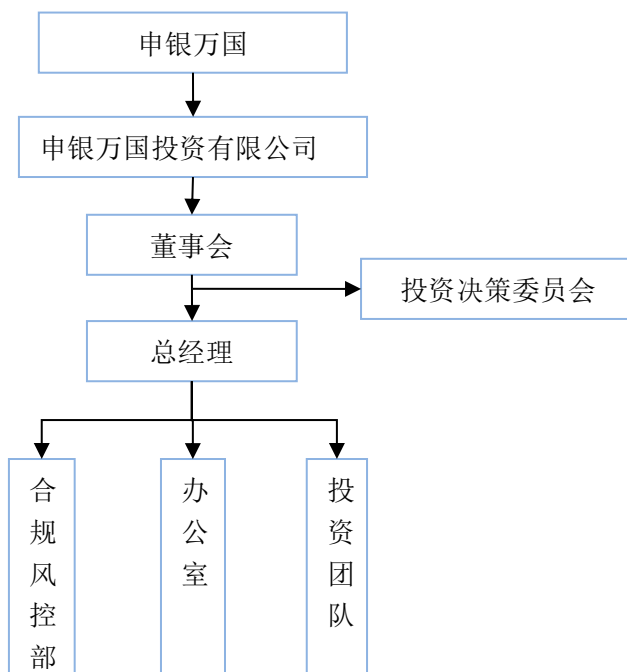 申银万国
申银万国投资有限公司
董事会
投资决策委员会
总经理
合规风控部
办公室
投资团队